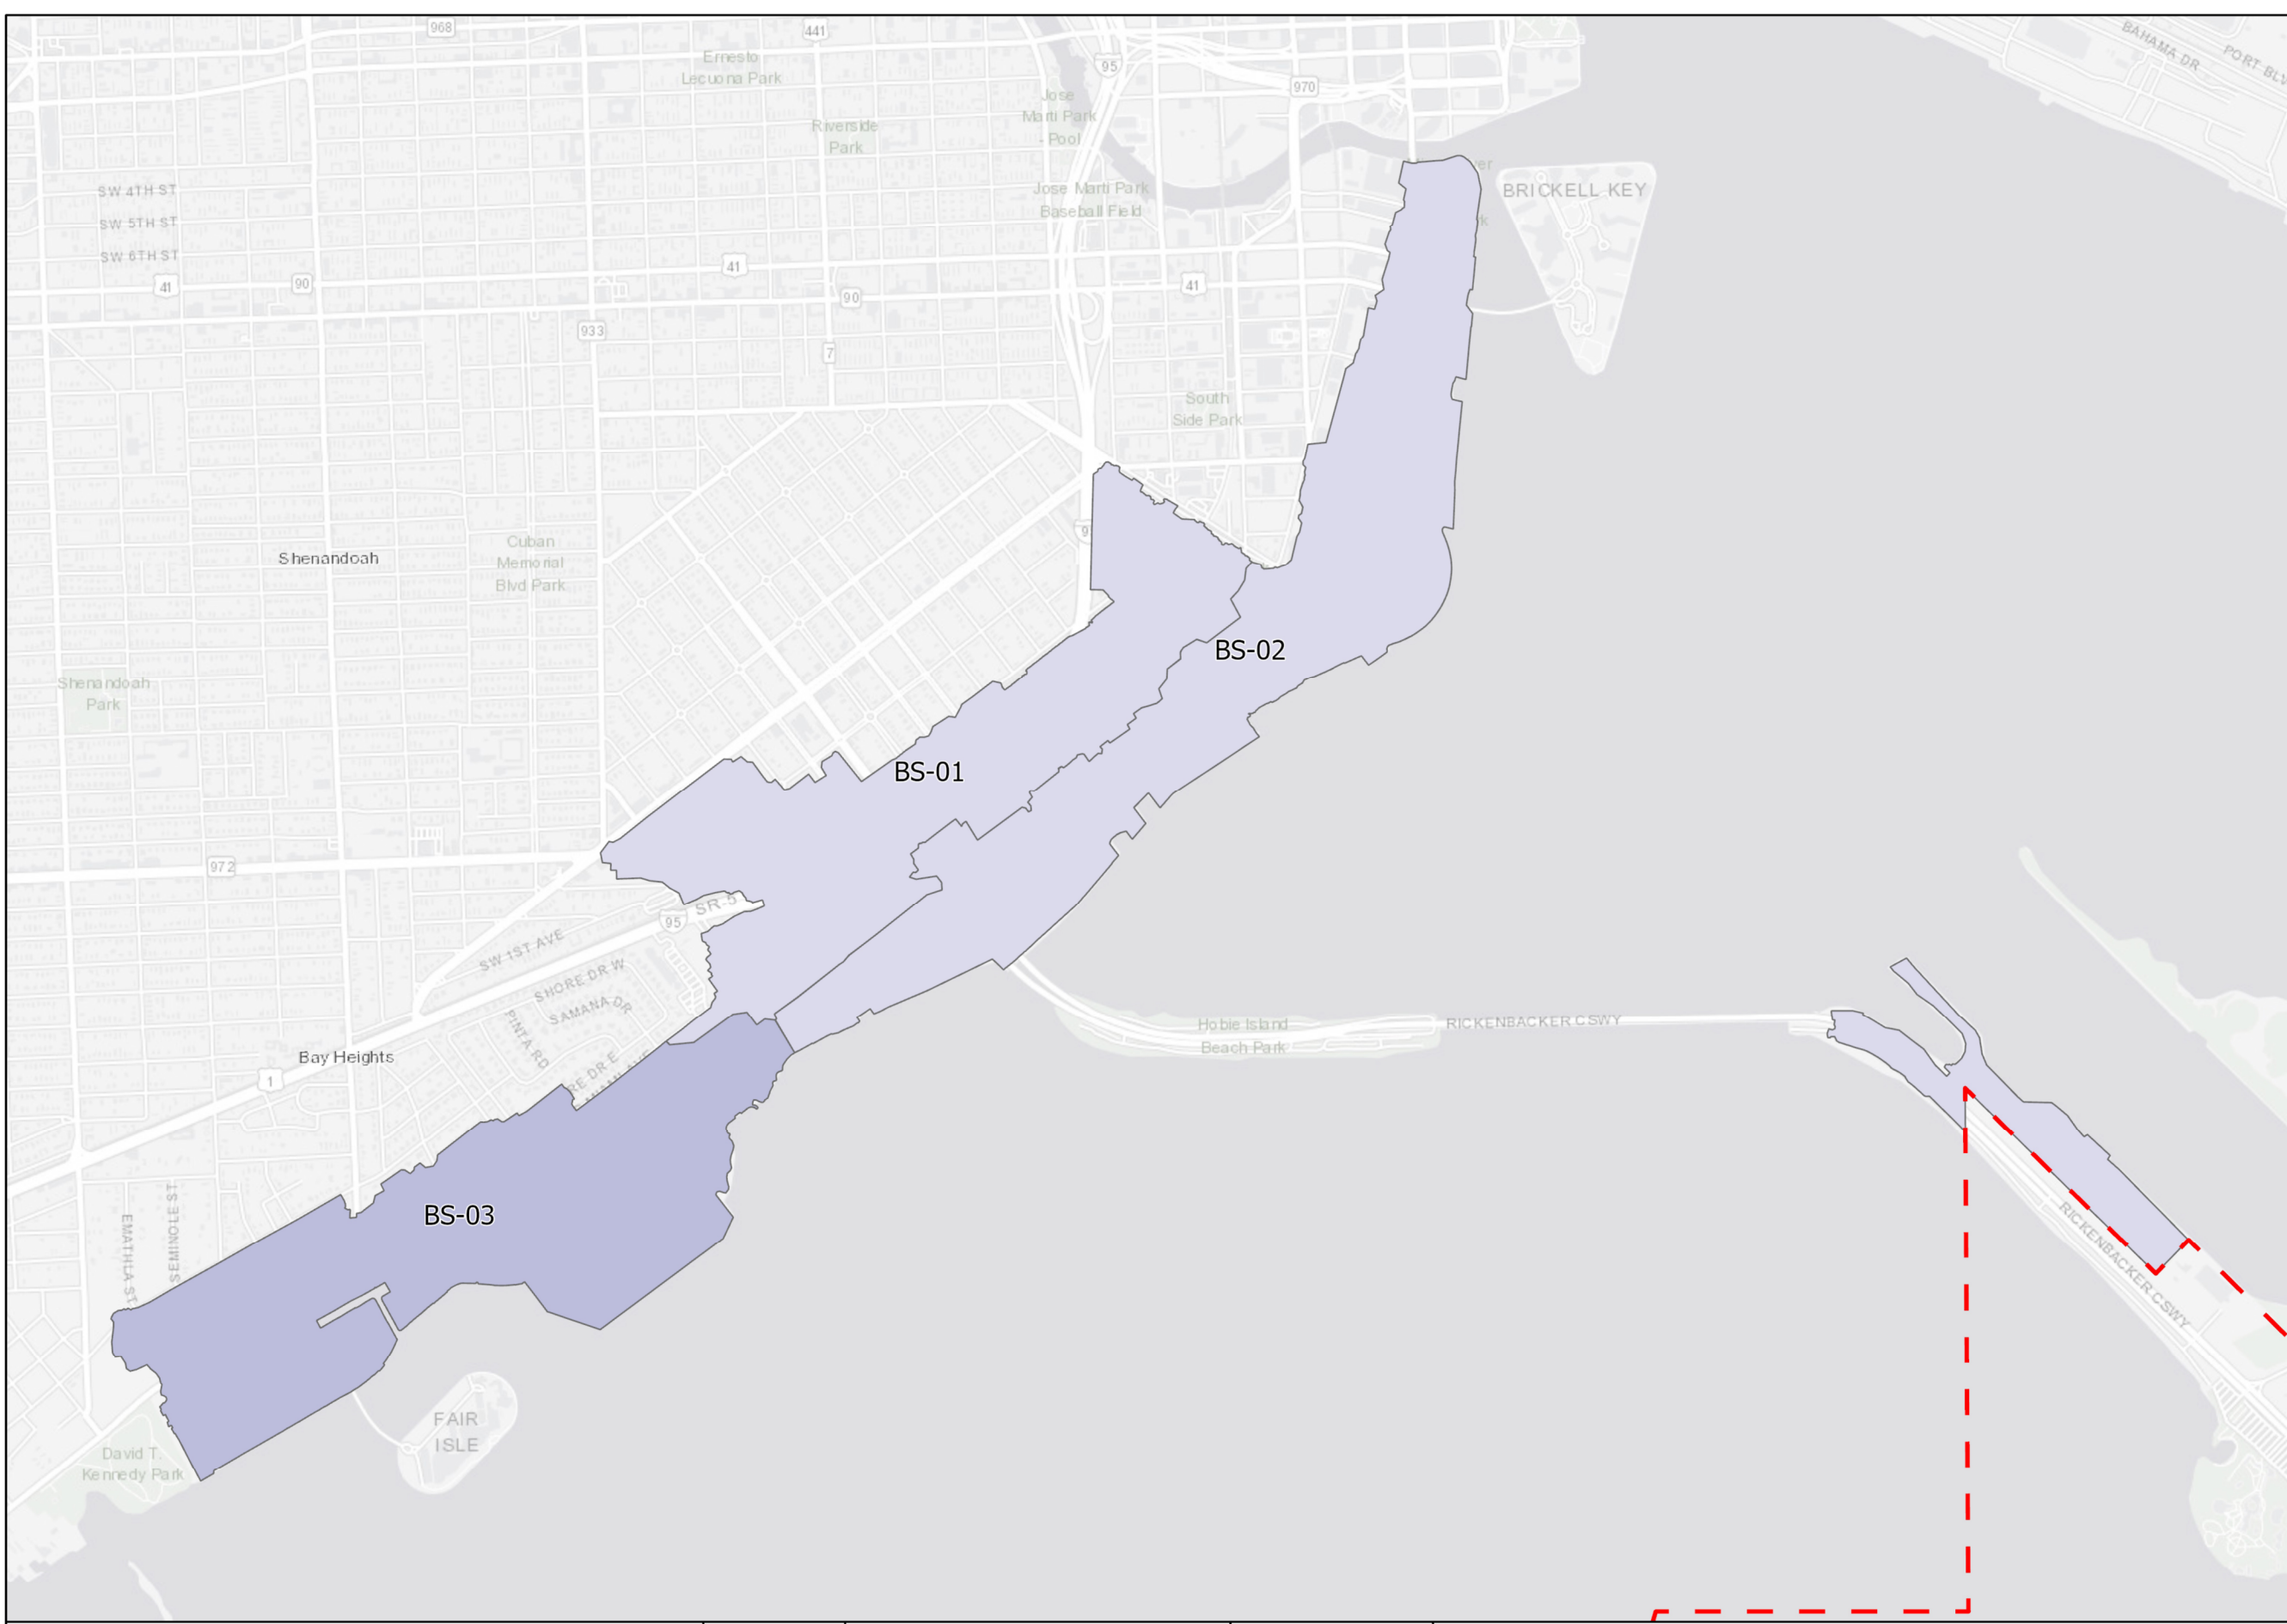 968
441
Ernesto
Lecuona Park
95
970
BAHAMA DR
PORT BLV
Jose
Marti Park
- Pool
Riverside
Park
SW 4TH ST
SW 5TH ST
SW 6TH ST
Jose Marti Park
Baseball Field
BRICKELL KEY
41
90
41
90
41
933
7
South
Side Park
9
Shenandoah
Cuban
Memorial
Blvd Park
BS-02
Shenandoah
Park
BS-01
972
SR-5
95
SW 1ST AVE
SHORE DR W
SAMANA DR
PINTA RD
Bay Heights
1
RE DR E
Hobie Island
Beach Park
RICKENBACKER CSWY
BS-03
EMATHLA ST
SEMINOLE ST
RICKENBACKER CSWY
FAIR
ISLE
David T.
Kennedy Park